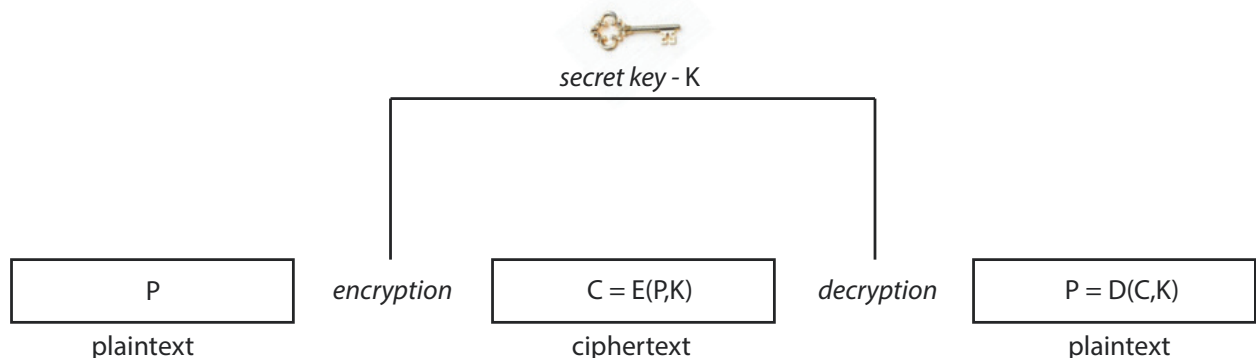 secret key - K
P
encryption
C = E(P,K)
decryption
P = D(C,K)
plaintext
ciphertext
plaintext